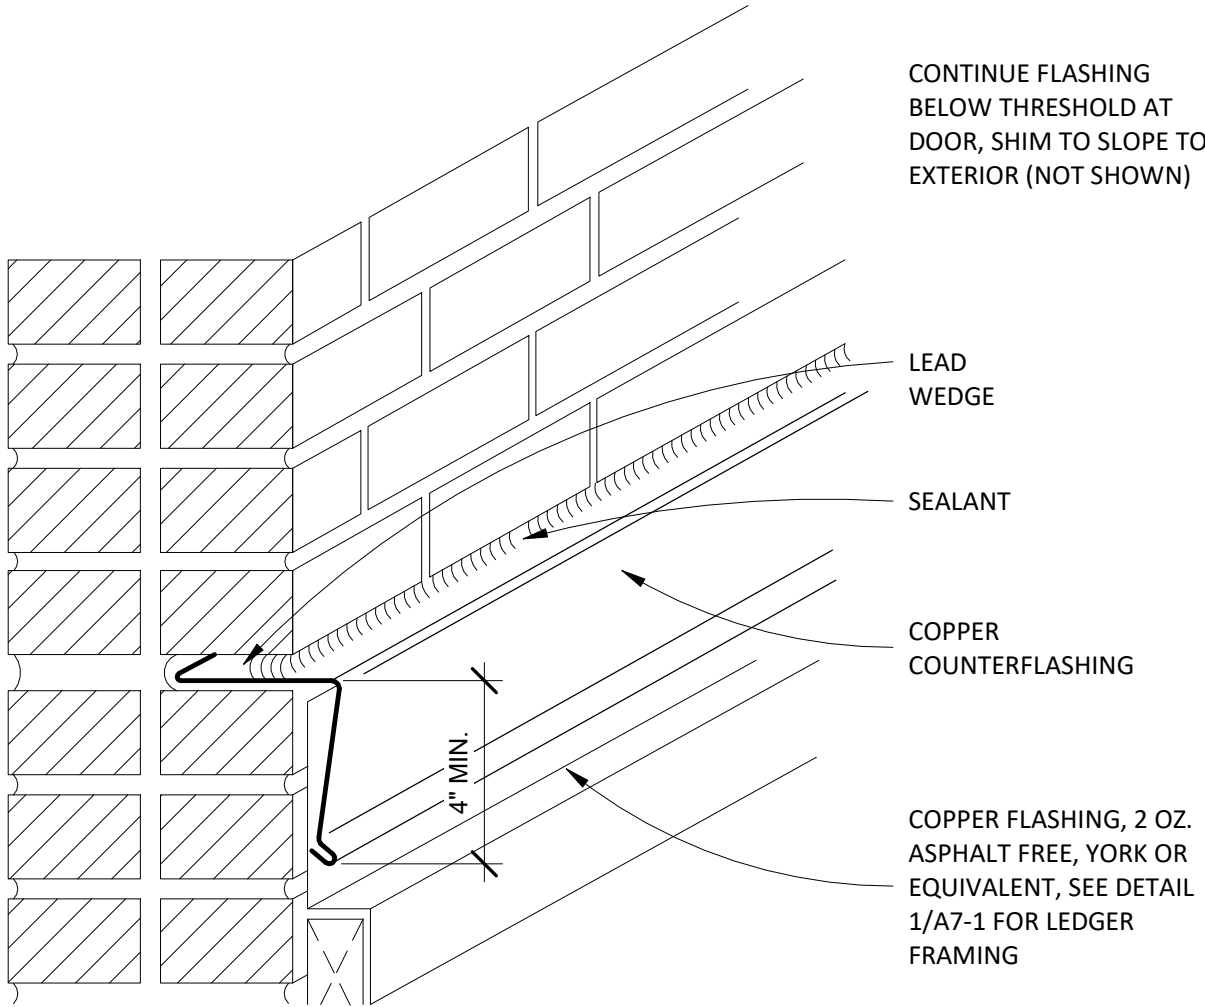 CONTINUE FLASHING
BELOW THRESHOLD AT
DOOR, SHIM TO SLOPE TO
EXTERIOR (NOT SHOWN)
LEAD
WEDGE
SEALANT
COPPER
COUNTERFLASHING
4" MIN.
COPPER FLASHING, 2 OZ.
ASPHALT FREE, YORK OR
EQUIVALENT, SEE DETAIL
1/A7-1 FOR LEDGER
FRAMING